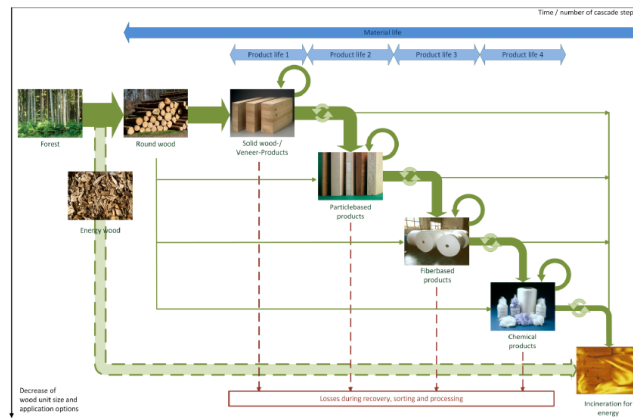 Time / number of cascade step
Material life
Product life 1
Product life 2
Product life 3
Product life 4
Forest
Round wood
Solid wood-/
Veneer-Products
Energy wood
Particlebased
products
Fiberbased
products
Chemical
products
Decrease of
wood unit size and
application options
Losses during recovery, sorting and processing
Incineration for
energy